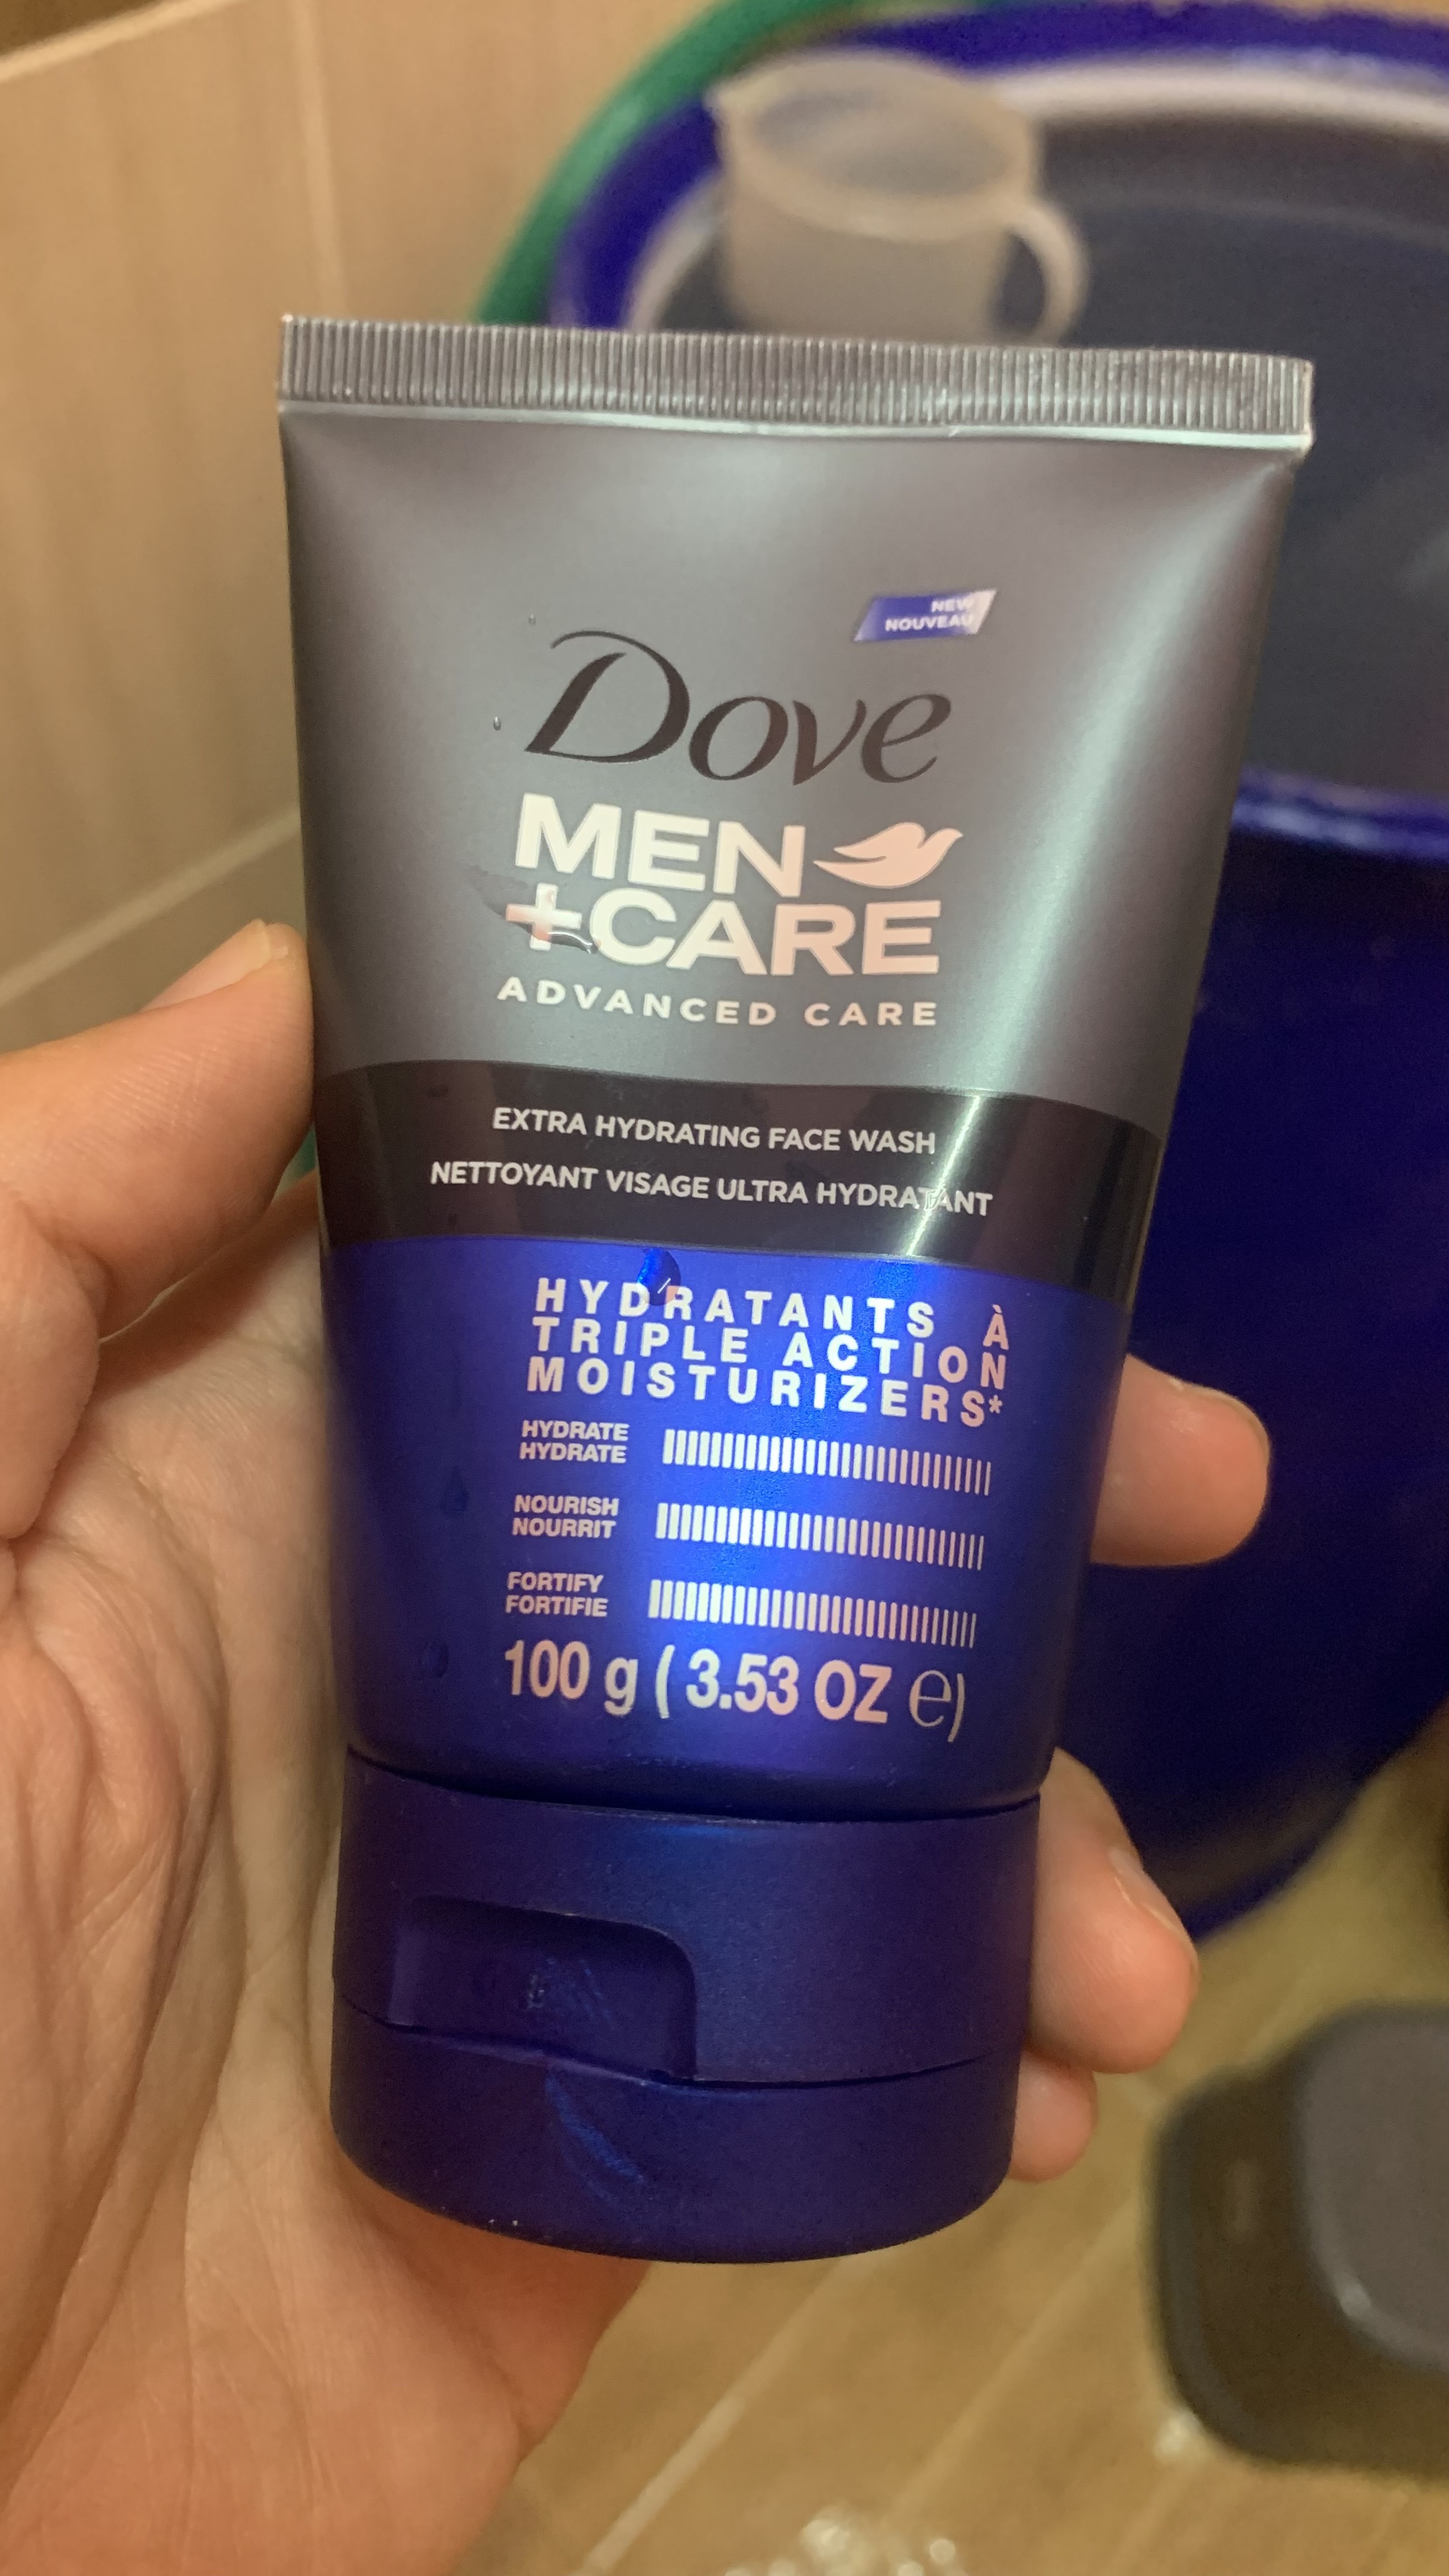 NEW
NOUVEAU
Dove
MEN
+CARE
ADVANCED CARE
EXTRA HYDRATING FACE WASH
NETTOYANT VISAGE ULTRA HYDRATANT
HYDRATANTS À
TRIPLE ACTION
MOISTURIZERS*
HYDRATE
HYDRATE
NOURISH
NOURRIT
FORTIFY
FORTIFIE
100 g (3.53 OZ ℮)